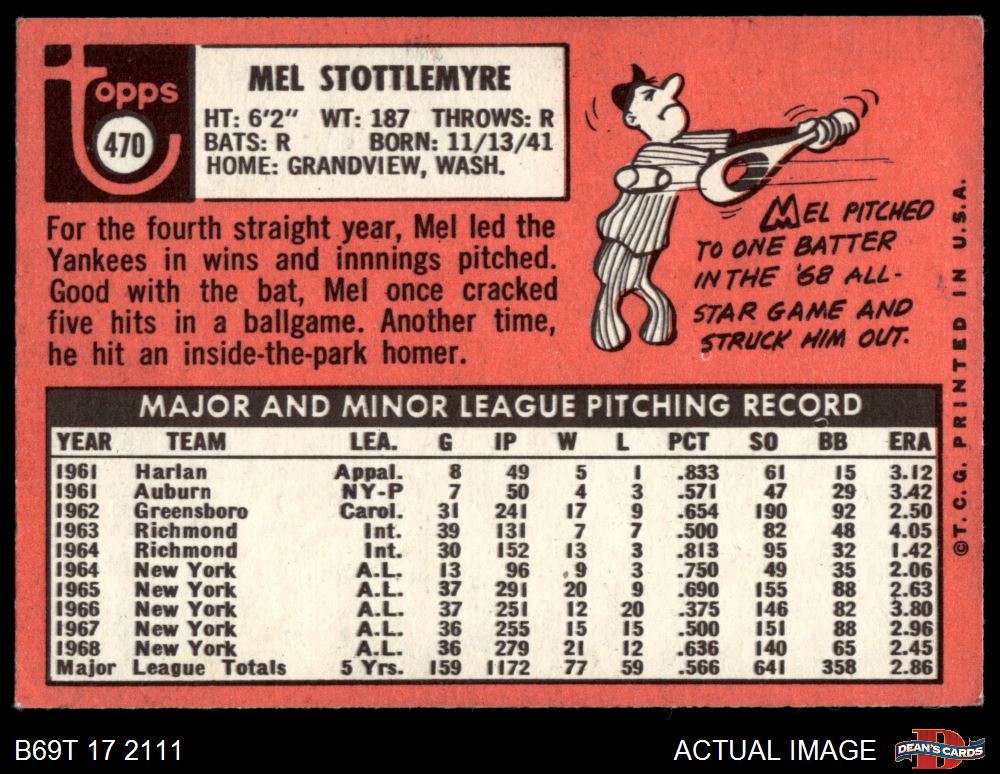 Topps
470
MEL STOTTLEMYRE
HT: 6'2" WT: 187 THROWS: R
BATS: R BORN: 11/13/41
HOME: GRANDVIEW, WASH.
For the fourth straight year, Mel led the
Yankees in wins and innnings pitched.
Good with the bat, Mel once cracked
five hits in a ballgame. Another time,
he hit an inside-the-park homer.
MEL PITCHED
TO ONE BATTER
IN THE '68 ALL-
STAR GAME AND
STRUCK HIM OUT.
MAJOR AND MINOR LEAGUE PITCHING RECORD
YEAR TEAM LEA. G IP W L PCT SO BB ERA
1961 Harlan Appal. 8 49 5 1 .833 61 15 3.12
1961 Auburn NY-P 7 50 4 3 .571 47 29 3.42
1962 Greensboro Carol. 31 241 17 9 .654 190 92 2.50
1963 Richmond Int. 39 131 7 7 .500 82 48 4.05
1964 Richmond Int. 30 152 13 3 .813 95 32 1.42
1964 New York A.L. 13 96 9 3 .750 49 35 2.06
1965 New York A.L. 37 291 20 9 .690 155 88 2.63
1966 New York A.L. 37 251 12 20 .375 146 82 3.80
1967 New York A.L. 36 255 15 15 .500 151 88 2.96
1968 New York A.L. 36 279 21 12 .636 140 65 2.45
Major League Totals 5 Yrs. 159 1172 77 59 .566 641 358 2.86
©T.C.G. PRINTED IN U.S.A.
B69T 17 2111
ACTUAL IMAGE
DEAN'S CARDS